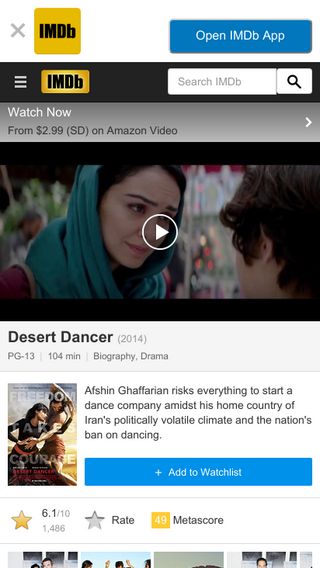 IMDb
Open IMDb App
IMDb
Search IMDb
Watch Now
From $2.99 (SD) on Amazon Video
Desert Dancer (2014)
PG-13 | 104 min | Biography, Drama
FREEDOM
TAKES
COURAGE
DESERT DANCER
Afshin Ghaffarian risks everything to start a
dance company amidst his home country of
Iran's politically volatile climate and the nation's
ban on dancing.
+ Add to Watchlist
6.1/10
1,486
Rate
49 Metascore